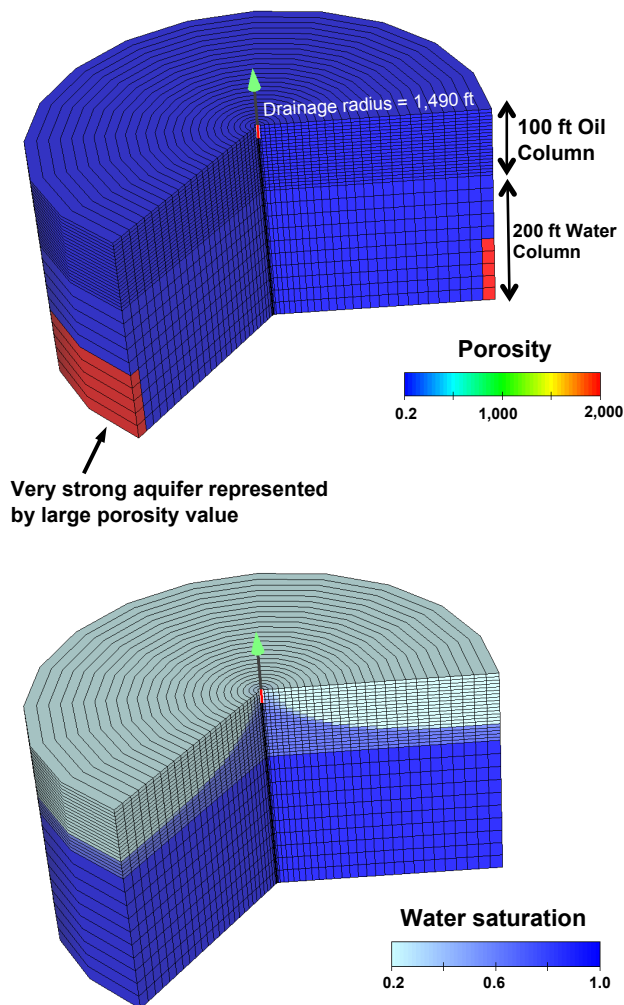 Drainage radius = 1,490 ft
100 ft Oil
Column
200 ft Water
Column
Porosity
0.2 1,000 2,000
Very strong aquifer represented
by large porosity value
Water saturation
0.2 0.6 1.0